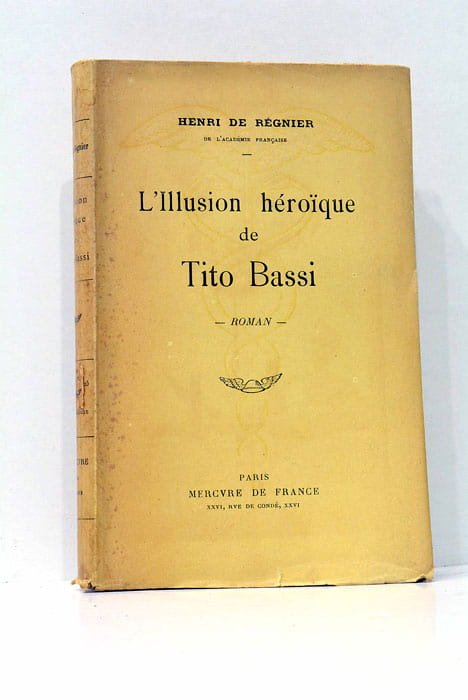 HENRI DE RÉGNIER
DE L'ACADÉMIE FRANÇAISE
L'Illusion héroïque
de
Tito Bassi
— ROMAN —
PARIS
MERCVRE DE FRANCE
XXVI, RVE DE CONDÉ, XXVI